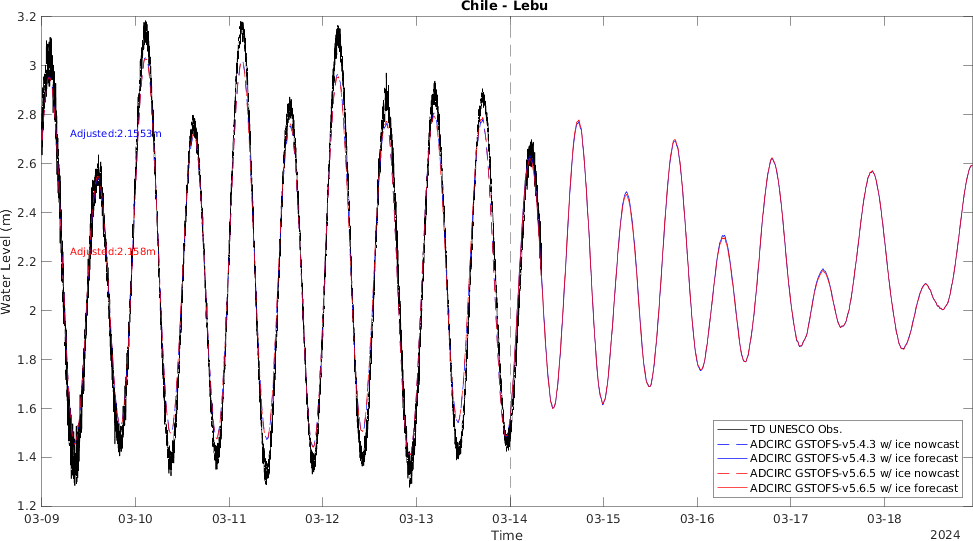 Chile - Lebu
3.2
3
2.8
2.6
2.4
2.2
2
1.8
1.6
1.4
1.2
Water Level (m)
Adjusted:2.1553m
Adjusted:2.158m
TD UNESCO Obs.
ADCIRC GSTOFS-v5.4.3 w/ ice nowcast
ADCIRC GSTOFS-v5.4.3 w/ ice forecast
ADCIRC GSTOFS-v5.6.5 w/ ice nowcast
ADCIRC GSTOFS-v5.6.5 w/ ice forecast
03-09 03-10 03-11 03-12 03-13 03-14 03-15 03-16 03-17 03-18
Time
2024